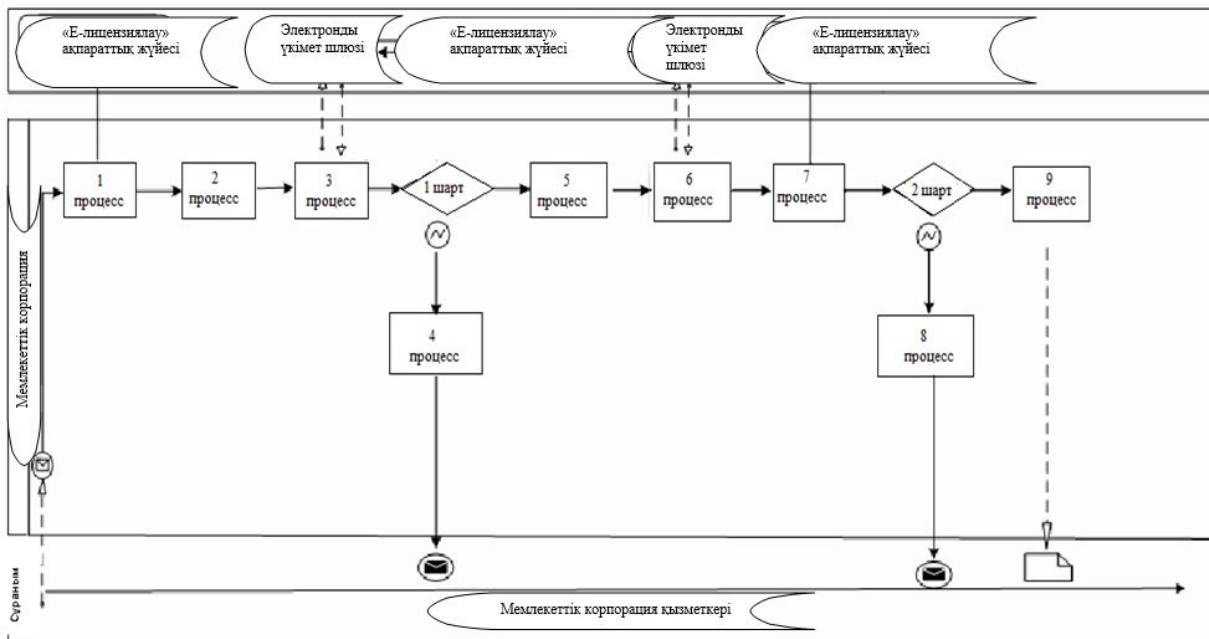 «Е-лицензиялау»
ақпараттық жүйесі
Электронды
үкімет шлюзі
«Е-лицензиялау»
ақпараттық жүйесі
Электронды
үкімет
шлюзі
«Е-лицензиялау»
ақпараттық жүйесі
1
процесс
2
процесс
3
процесс
1 шарт
5
процесс
6
процесс
7
процесс
2 шарт
9
процесс
Мемлекеттік корпорация
4
процесс
8
процесс
Сұраным
Мемлекеттік корпорация қызметкері